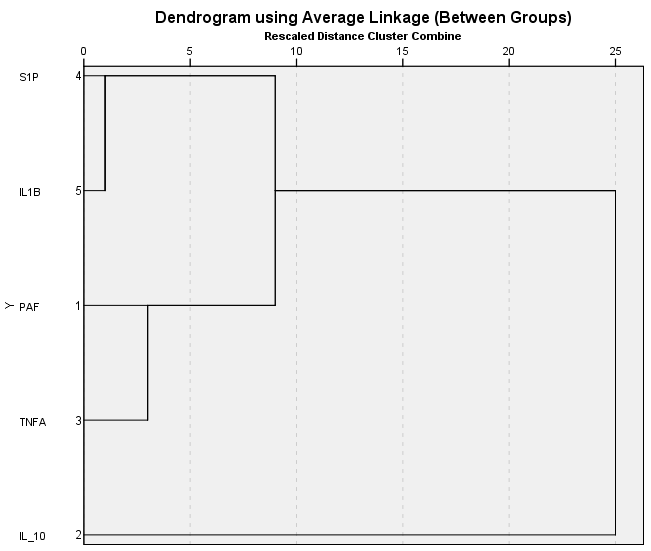 Dendrogram using Average Linkage (Between Groups)
Rescaled Distance Cluster Combine
0 5 10 15 20 25
S1P 4
IL1B 5
Y
PAF 1
TNFA 3
IL_10 2